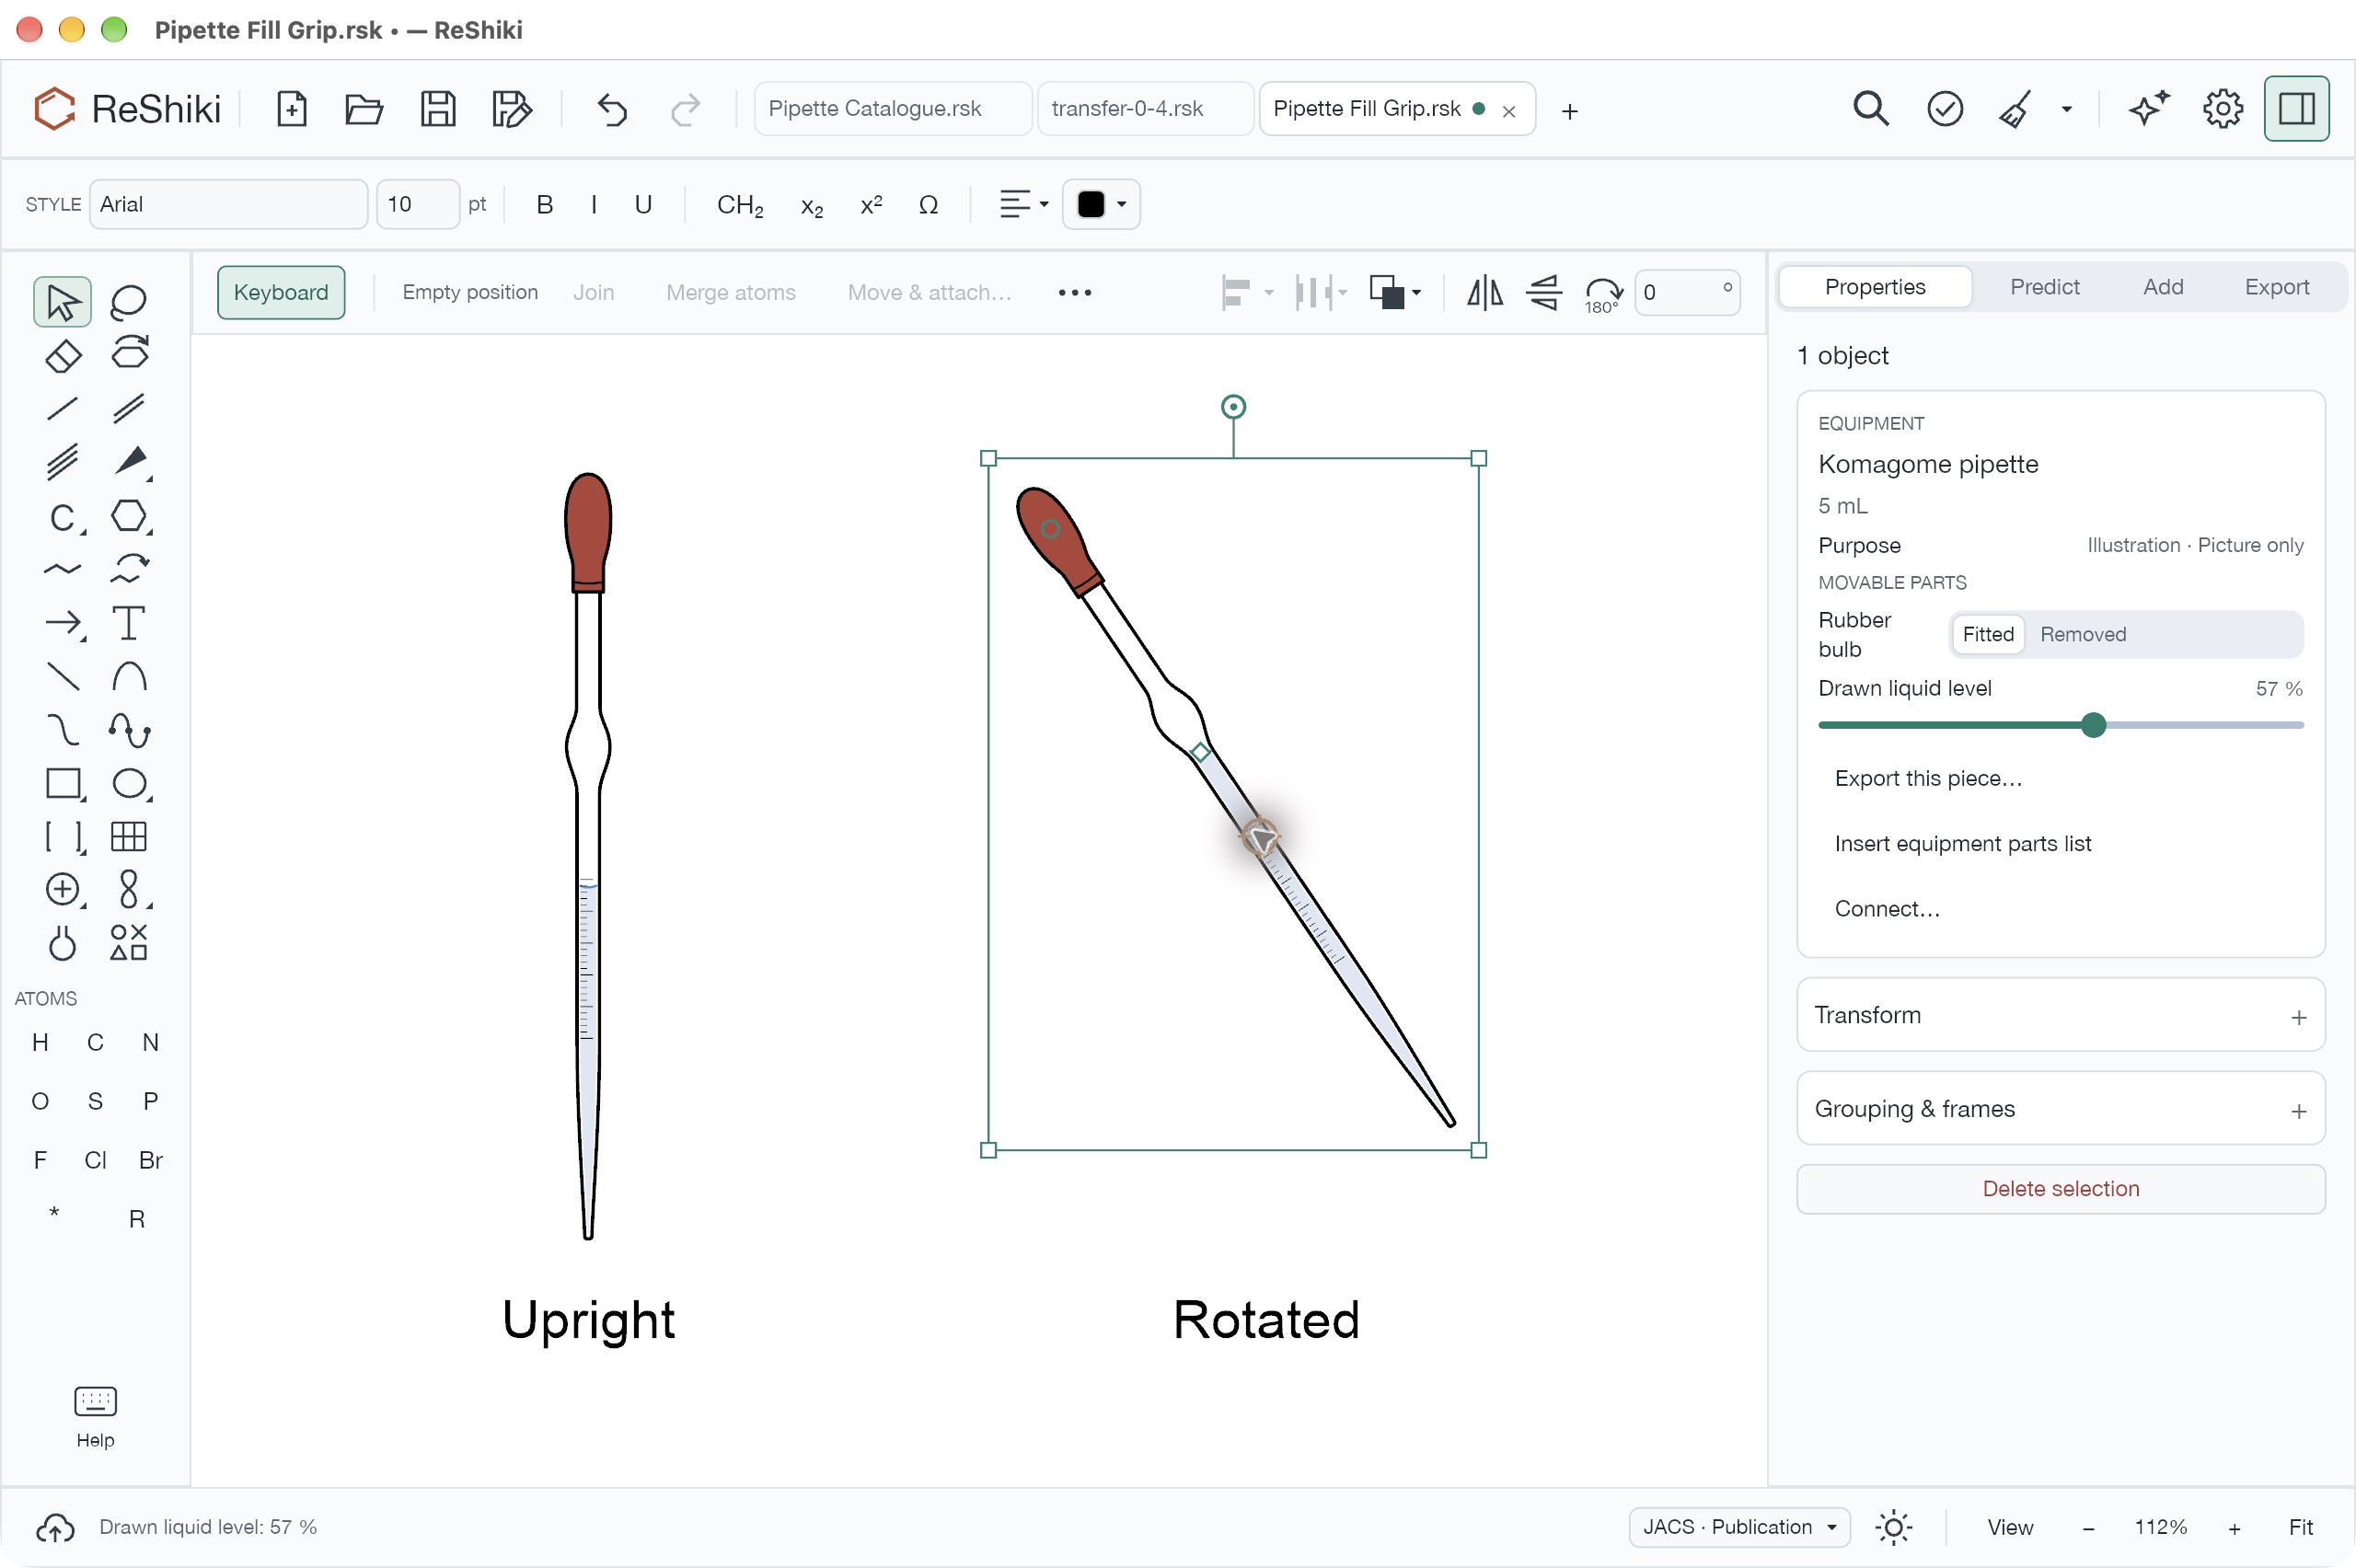 Pipette Fill Grip.rsk • — ReShiki
ReShiki
Pipette Catalogue.rsk
transfer-0-4.rsk
Pipette Fill Grip.rsk
STYLE
Arial
10
pt
B
I
U
CH₂
x₂
x²
Ω
Keyboard
Empty position
Join
Merge atoms
Move & attach...
180°
0 °
Properties
Predict
Add
Export
1 object
EQUIPMENT
Komagome pipette
5 mL
Purpose
Illustration · Picture only
MOVABLE PARTS
Rubber
bulb
Fitted
Removed
Drawn liquid level
57 %
Export this piece...
Insert equipment parts list
Connect...
Transform +
Grouping & frames +
Delete selection
C
T
ATOMS
H C N
O S P
F Cl Br
* R
Help
Upright
Rotated
Drawn liquid level: 57 %
JACS · Publication
View
− 112% +
Fit